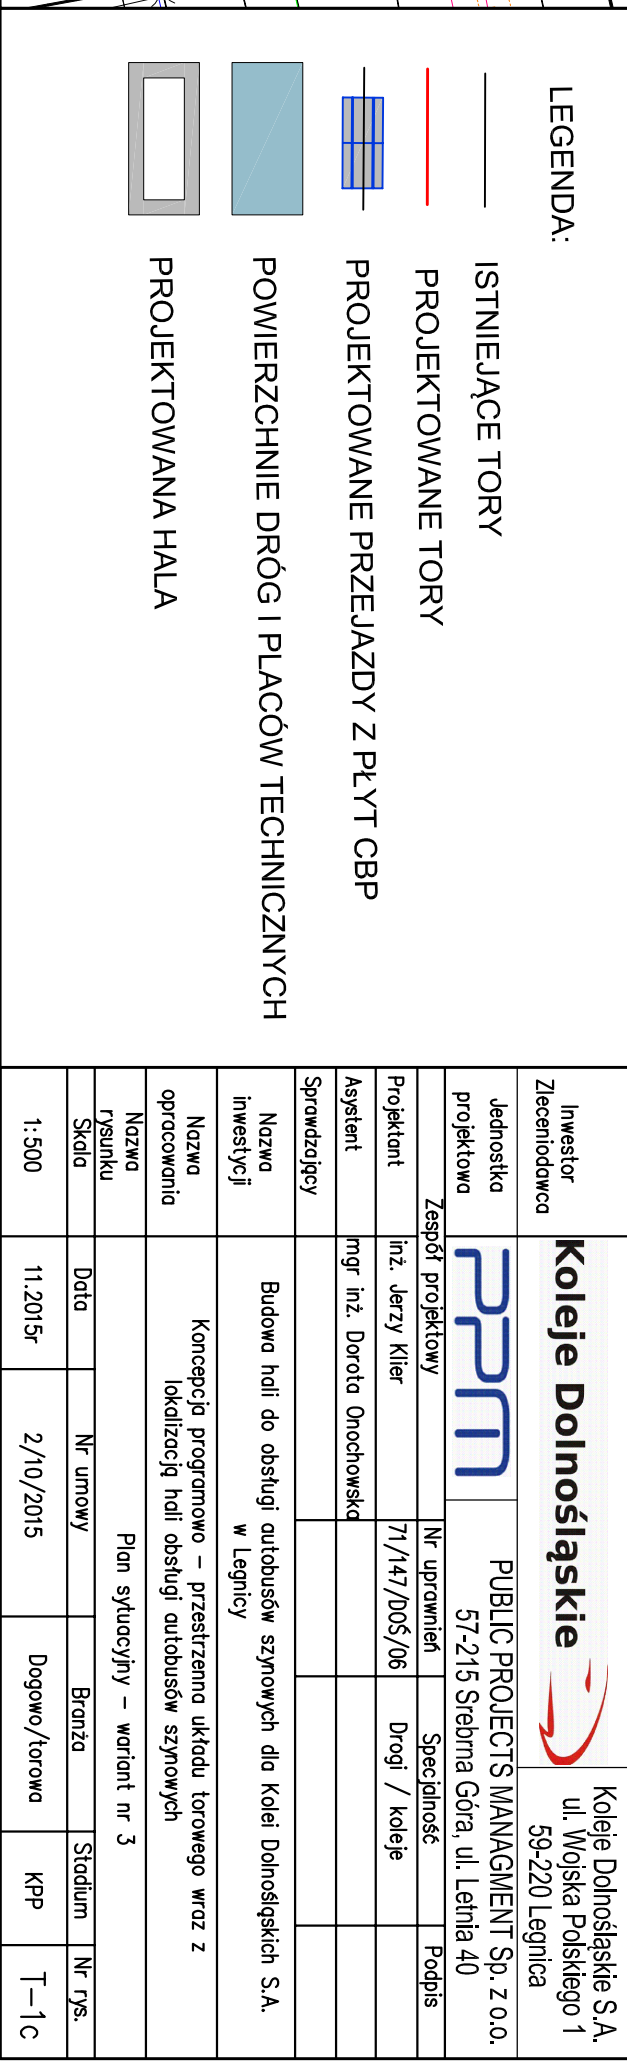 LEGENDA:
ISTNIEJĄCE TORY
PROJEKTOWANE TORY
PROJEKTOWANE PRZEJAZDY Z PŁYT CBP
POWIERZCHNIE DRÓG I PLACÓW TECHNICZNYCH
PROJEKTOWANA HALA
Inwestor
Zleceniodawca
Koleje Dolnośląskie
Koleje Dolnośląskie S.A.
ul. Wojska Polskiego 1
59-220 Legnica
Jednostka
projektowa
PPM
PUBLIC PROJECTS MANAGMENT Sp. z o.o.
57-215 Srebrna Góra, ul. Letnia 40
Zespół projektowy
Nr uprawnień
Specjalność
Podpis
Projektant
inż. Jerzy Klier
71/147/DOŚ/06
Drogi / koleje
Asystent
mgr inż. Dorota Onochowska
Sprawdzający
Nazwa
inwestycji
Budowa hali do obsługi autobusów szynowych dla Kolei Dolnośląskich S.A.
w Legnicy
Nazwa
opracowania
Koncepcja programowo – przestrzenna układu torowego wraz z
lokalizacją hali obsługi autobusów szynowych
Nazwa
rysunku
Plan sytuacyjny – wariant nr 3
Skala
Data
Nr umowy
Branża
Stadium
Nr rys.
1:500
11.2015r
2/10/2015
Dogowo/torowa
KPP
T–1c